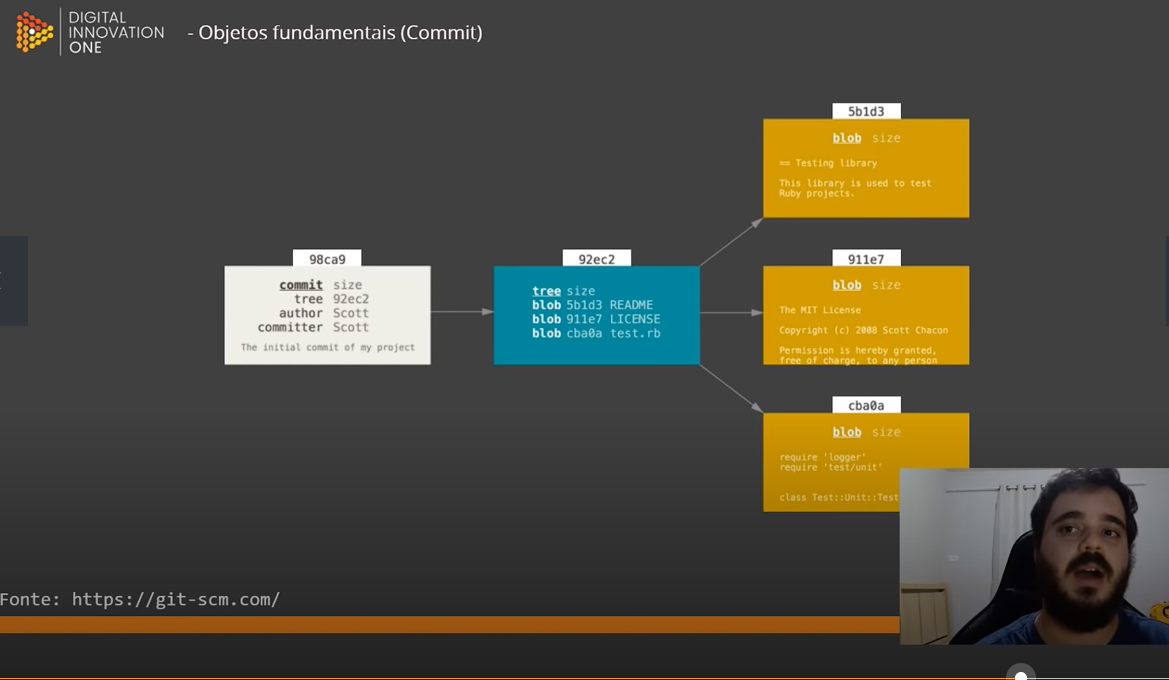 DIGITAL
INNOVATION
ONE
- Objetos fundamentais (Commit)
98ca9
commit size
tree 92ec2
author Scott
committer Scott
The initial commit of my project
92ec2
tree size
blob 5b1d3 README
blob 911e7 LICENSE
blob cba0a test.rb
5b1d3
blob size
== Testing library
This library is used to test
Ruby projects.
911e7
blob size
The MIT License
Copyright (c) 2008 Scott Chacon
Permission is hereby granted,
free of charge, to any person
cba0a
blob size
require 'logger'
require 'test/unit'
class Test::Unit::Test
Fonte: https://git-scm.com/